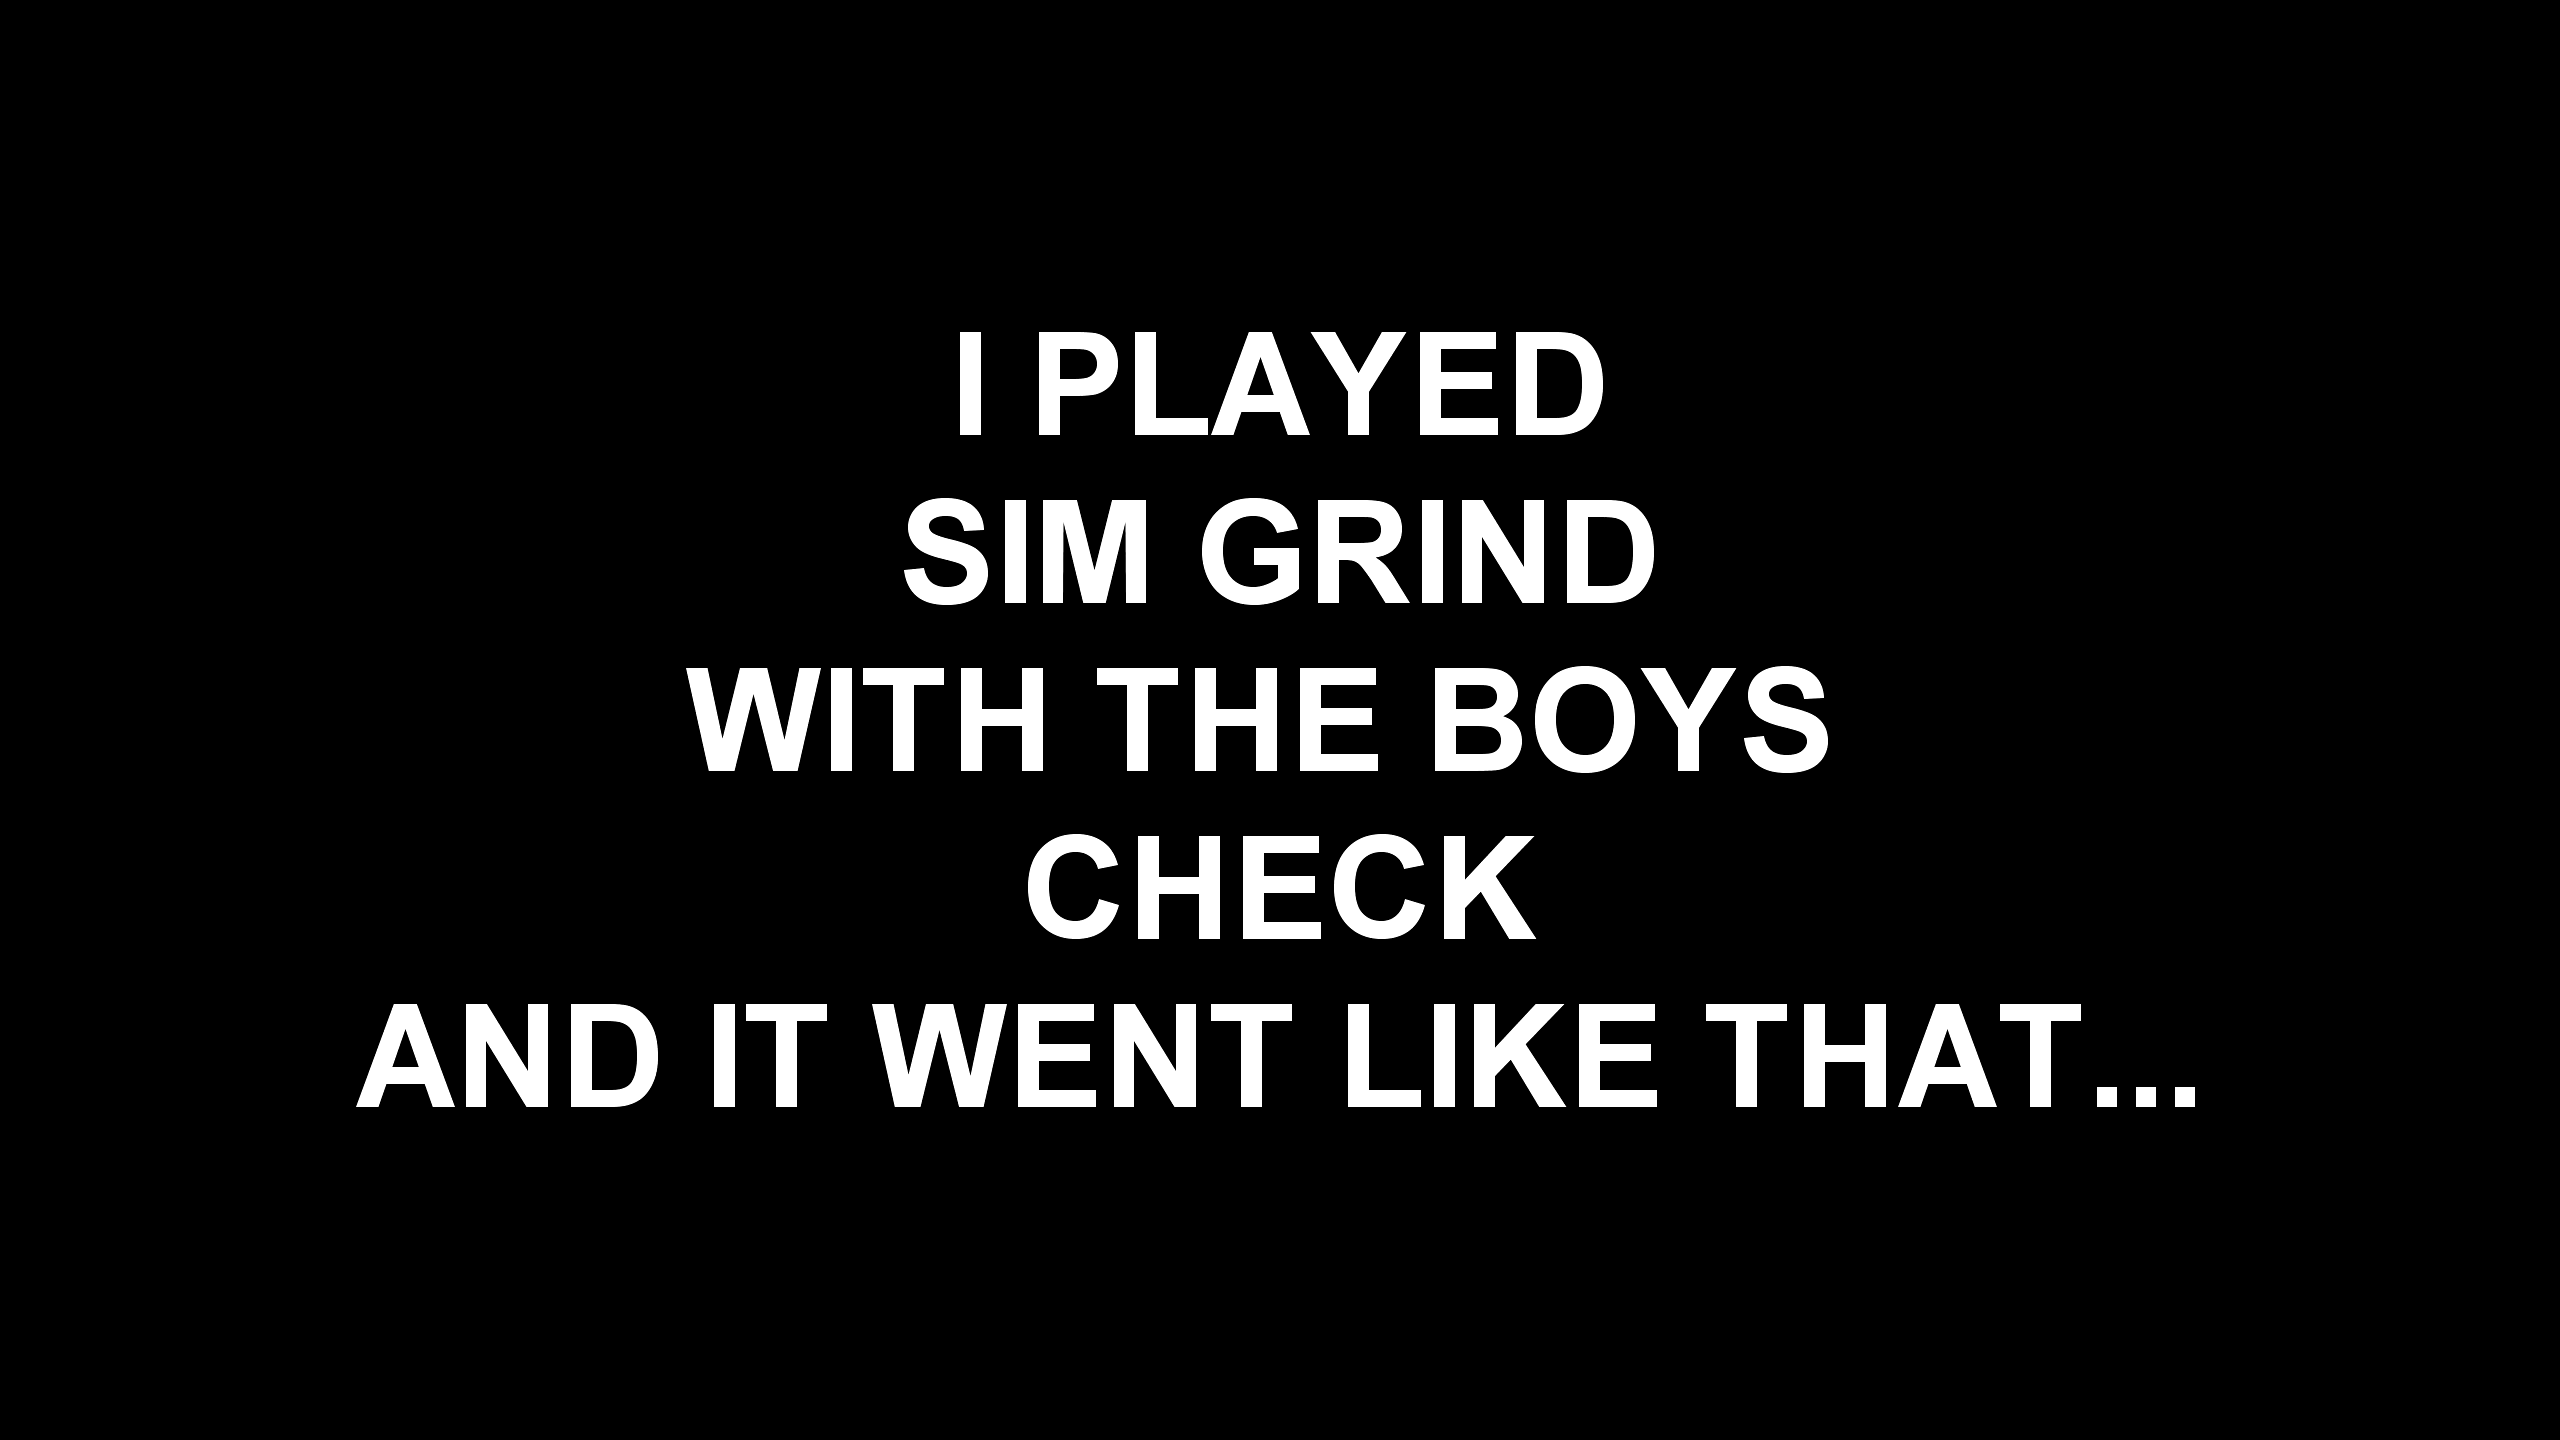 I PLAYED
SIM GRIND
WITH THE BOYS
CHECK
AND IT WENT LIKE THAT...